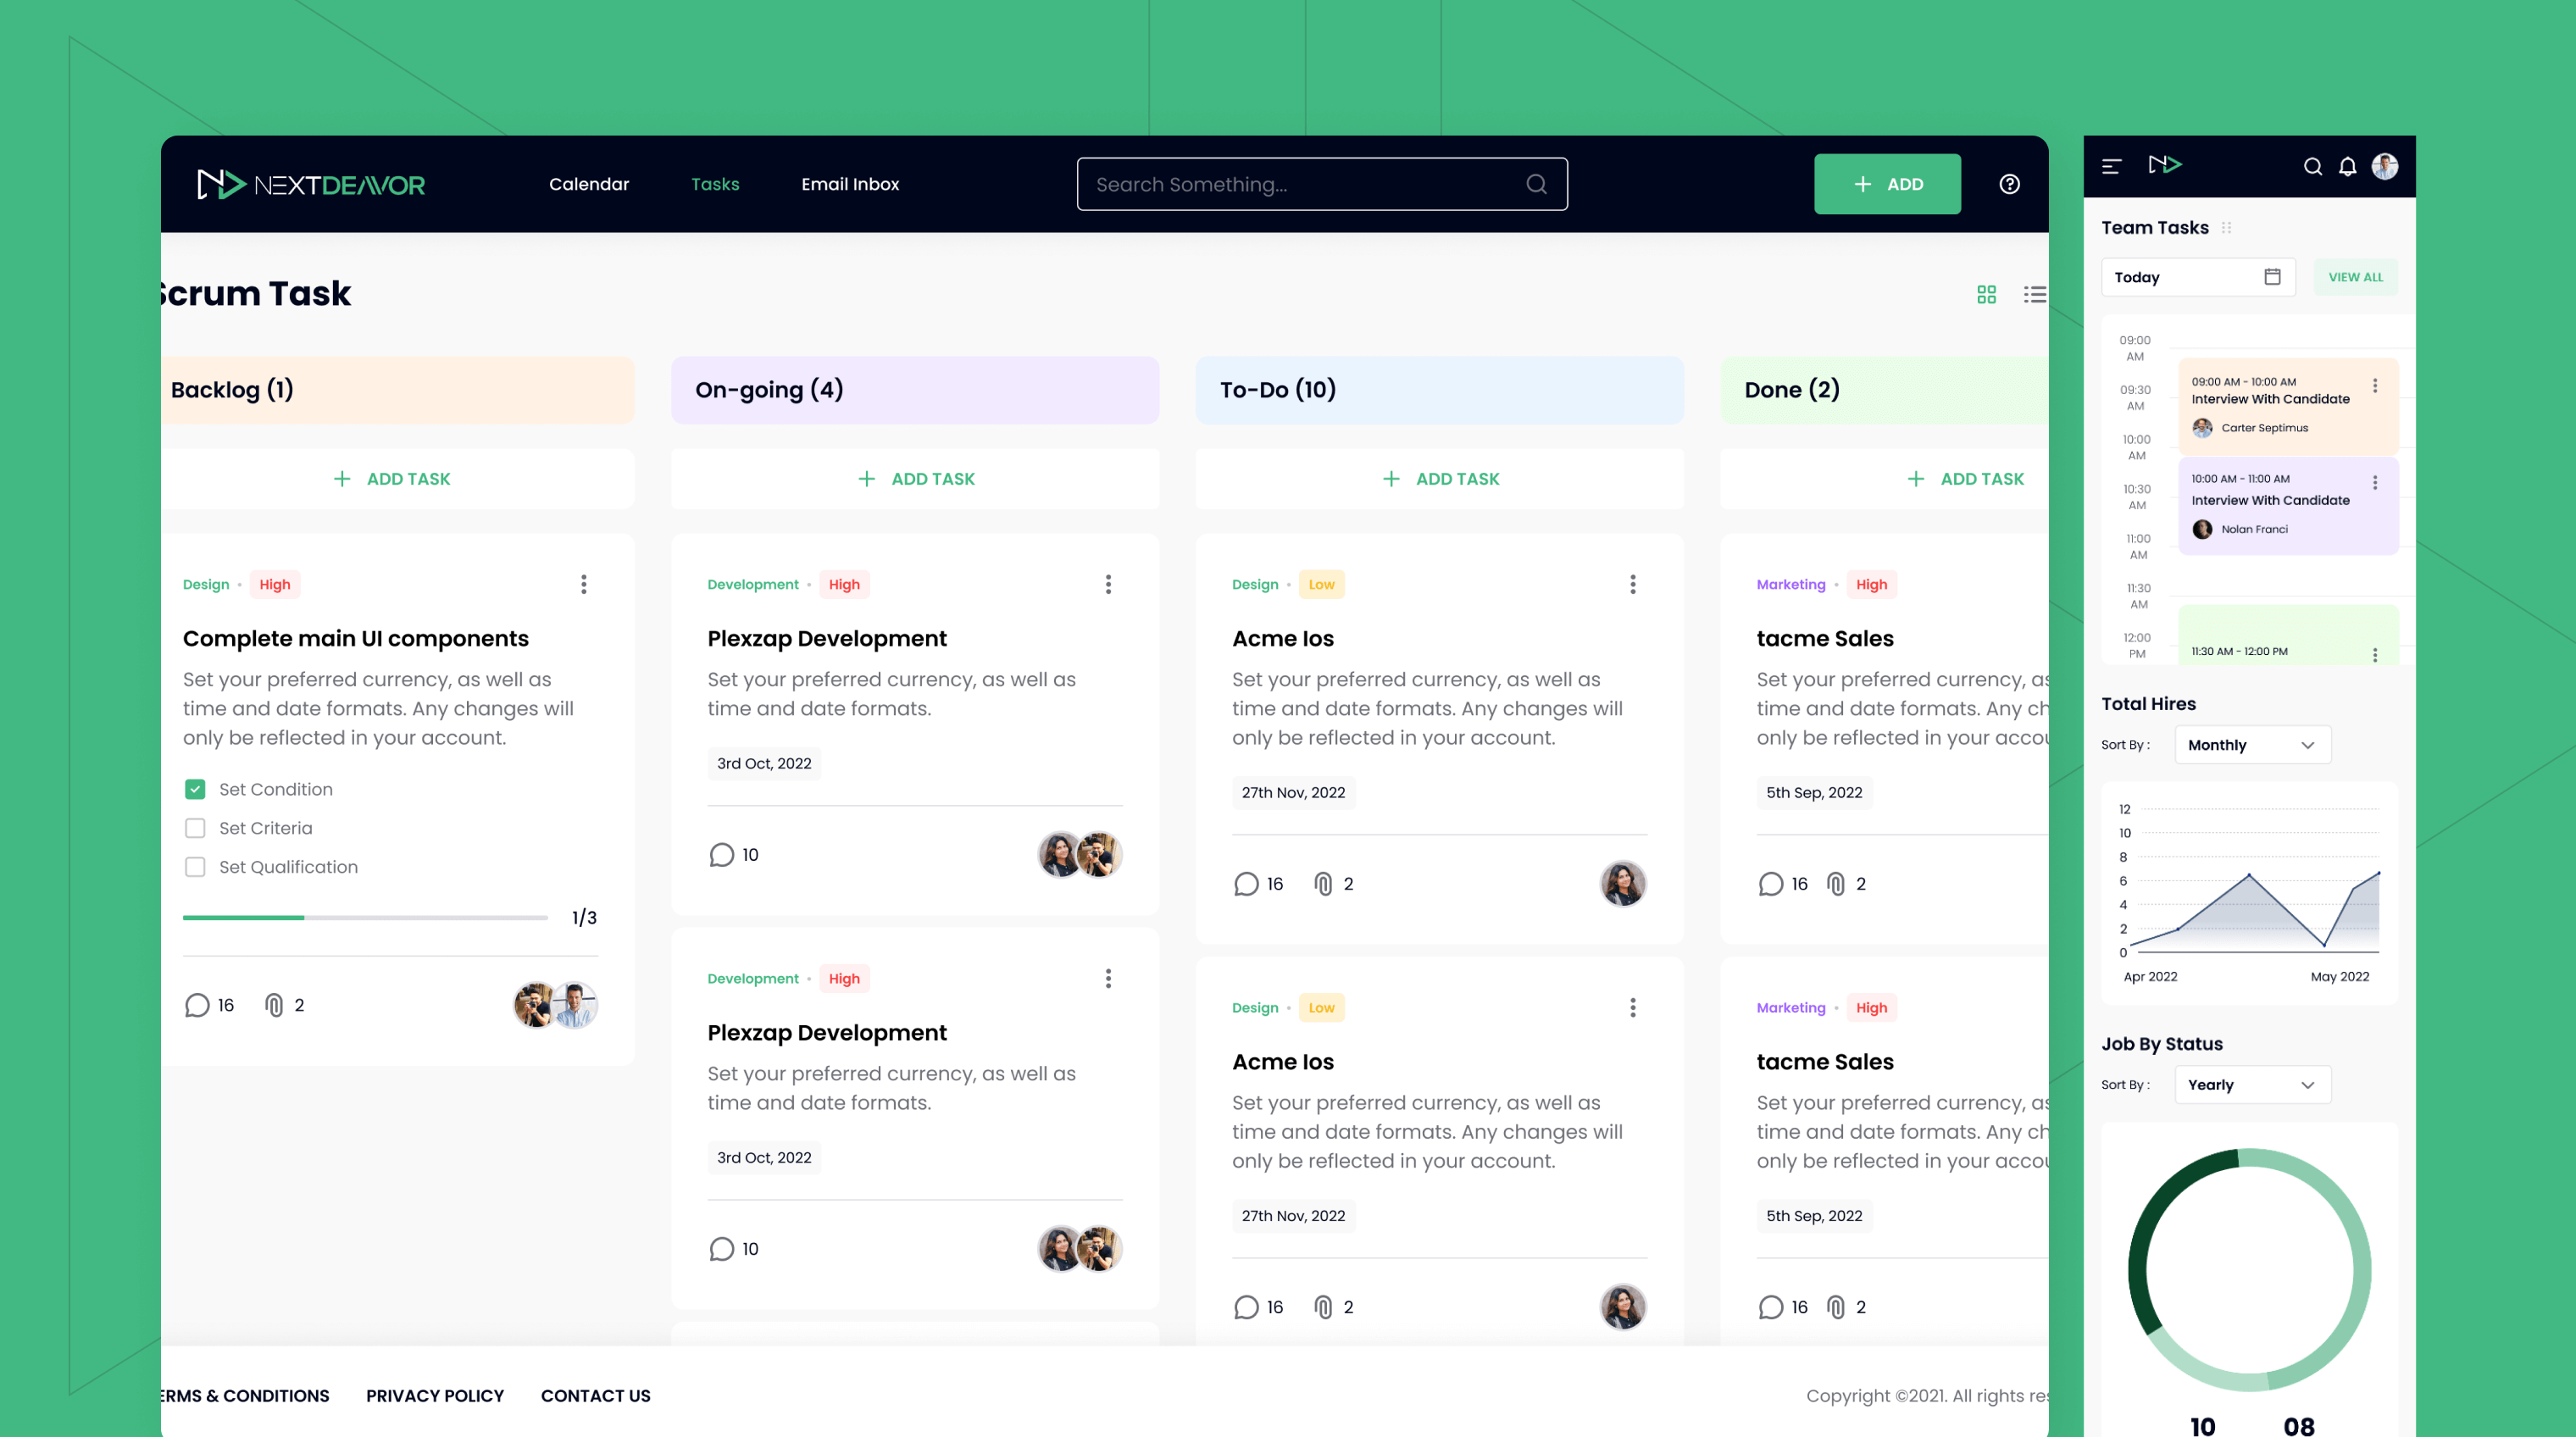 NEXTDEAVOR
Calendar
Tasks
Email Inbox
Search Something...
ADD
Scrum Task
Backlog (1)
ADD TASK
Design
High
Complete main UI components
Set your preferred currency, as well as
time and date formats. Any changes will
only be reflected in your account.
Set Condition
Set Criteria
Set Qualification
1/3
16
2
On-going (4)
ADD TASK
Development
High
Plexzap Development
Set your preferred currency, as well as
time and date formats.
3rd Oct, 2022
10
Development
High
Plexzap Development
Set your preferred currency, as well as
time and date formats.
3rd Oct, 2022
10
To-Do (10)
ADD TASK
Design
Low
Acme Ios
Set your preferred currency, as well as
time and date formats. Any changes will
only be reflected in your account.
27th Nov, 2022
16
2
Design
Low
Acme Ios
Set your preferred currency, as well as
time and date formats. Any changes will
only be reflected in your account.
27th Nov, 2022
16
2
Done (2)
ADD TASK
Marketing
High
tacme Sales
Set your preferred currency, as
time and date formats. Any ch
only be reflected in your accou
5th Sep, 2022
16
2
Marketing
High
tacme Sales
Set your preferred currency, as
time and date formats. Any ch
only be reflected in your accou
5th Sep, 2022
16
2
ERMS & CONDITIONS
PRIVACY POLICY
CONTACT US
Copyright ©2021. All rights res
Team Tasks
Today
VIEW ALL
09:00
AM
09:30
AM
10:00
AM
10:30
AM
11:00
AM
11:30
AM
12:00
PM
09:00 AM - 10:00 AM
Interview With Candidate
Carter Septimus
10:00 AM - 11:00 AM
Interview With Candidate
Nolan Franci
11:30 AM - 12:00 PM
Total Hires
Sort By :
Monthly
12
10
8
6
4
2
0
Apr 2022
May 2022
Job By Status
Sort By :
Yearly
10
08